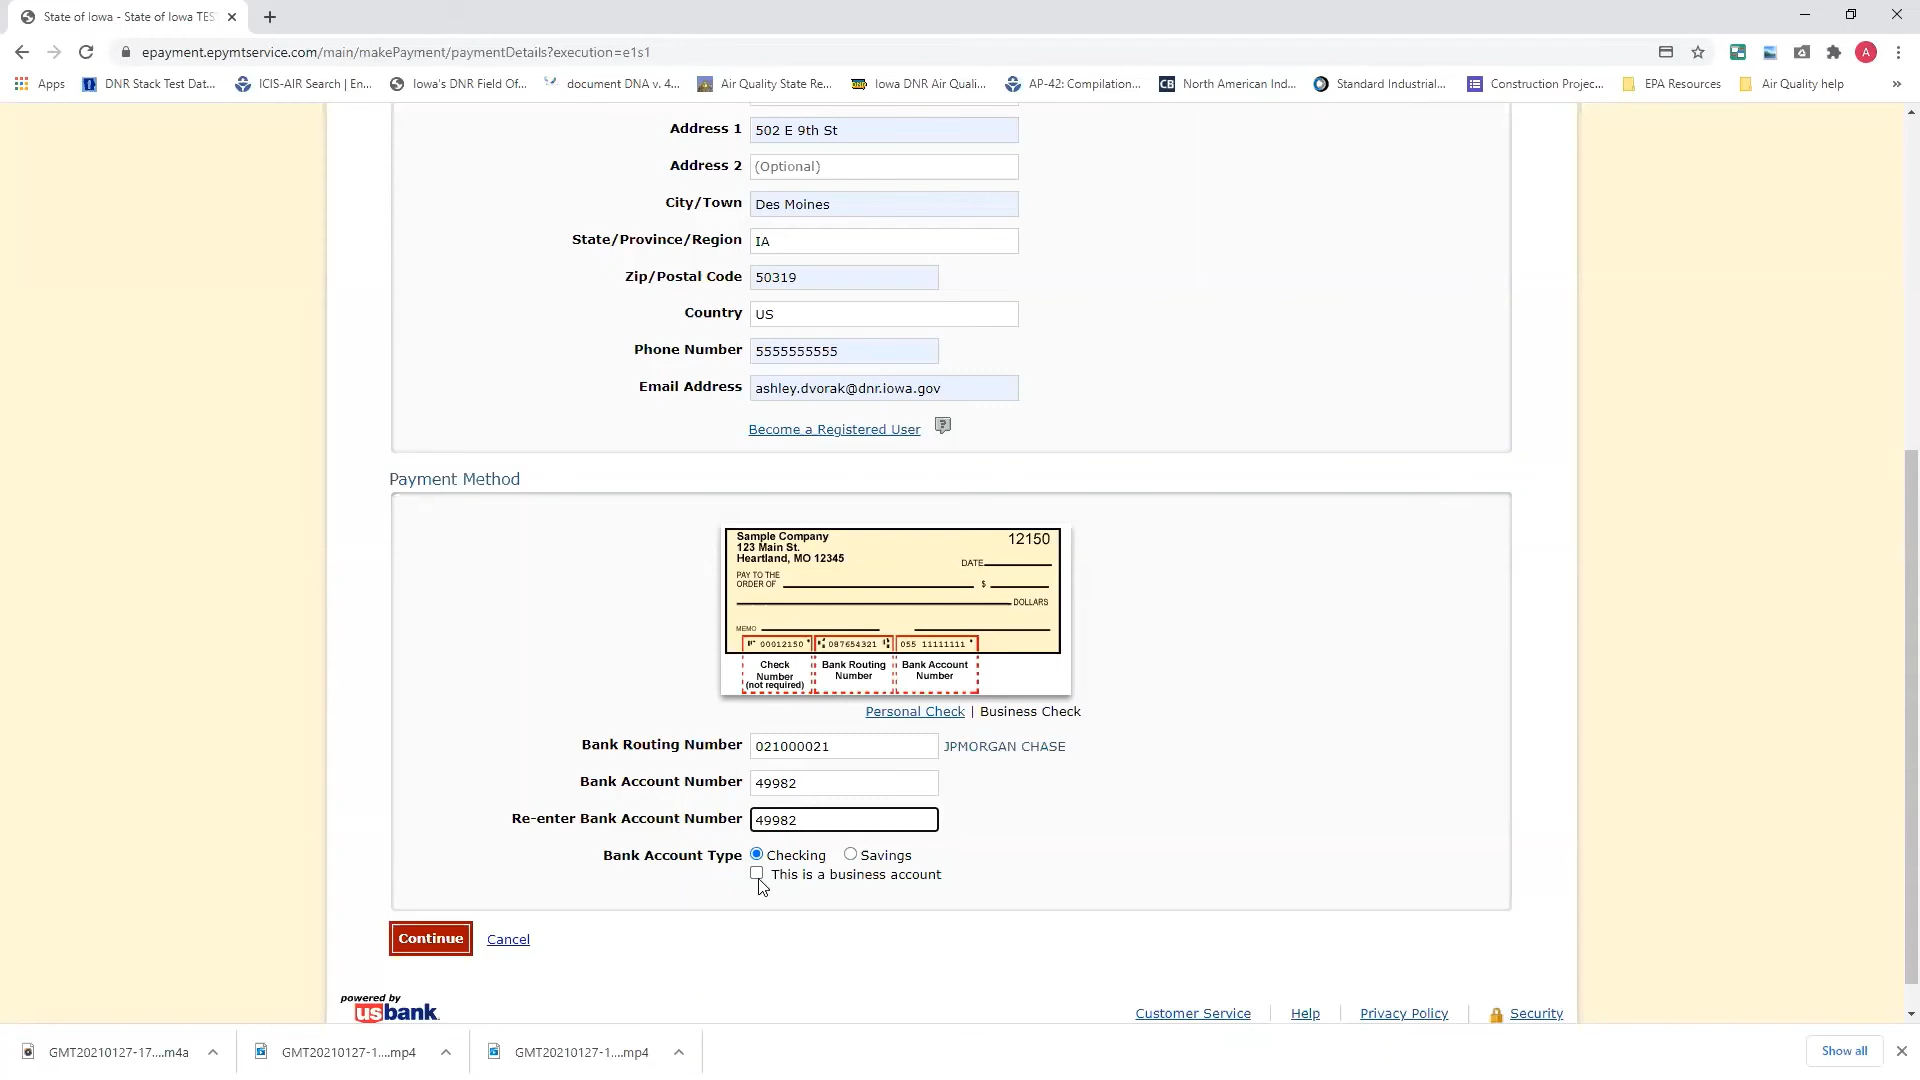 State of Iowa - State of Iowa TES
epayment.epymtservice.com/main/makePayment/paymentDetails?execution=e1s1
A
Apps DNR Stack Test Dat... ICIS-AIR Search | En... Iowa's DNR Field Of... document DNA v. 4... Air Quality State Re... Iowa DNR Air Quali... AP-42: Compilation... CB North American Ind... Standard Industrial... Construction Projec... EPA Resources Air Quality help »
Address 1 502 E 9th St
Address 2 (Optional)
City/Town Des Moines
State/Province/Region IA
Zip/Postal Code 50319
Country US
Phone Number 5555555555
Email Address ashley.dvorak@dnr.iowa.gov
Become a Registered User ?
Payment Method
Sample Company 12150
123 Main St.
Heartland, MO 12345
DATE
PAY TO THE
ORDER OF $
DOLLARS
MEMO
00012150 087654321 055 11111111
Check Number (not required)
Bank Routing Number
Bank Account Number
Personal Check | Business Check
Bank Routing Number 021000021 JPMORGAN CHASE
Bank Account Number 49982
Re-enter Bank Account Number 49982
Bank Account Type Checking Savings
This is a business account
Continue Cancel
powered by
usbank.
Customer Service Help Privacy Policy Security
GMT20210127-17....m4a GMT20210127-1....mp4 GMT20210127-1....mp4 Show all